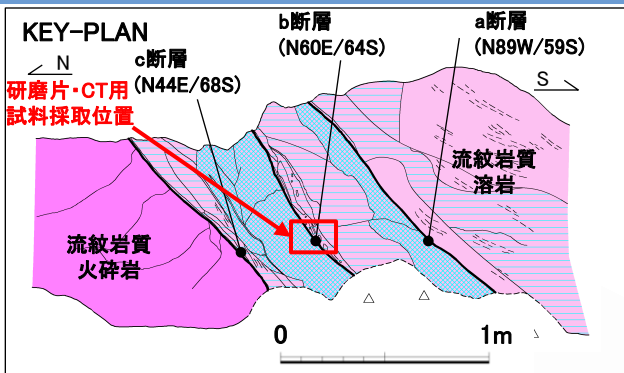 KEY-PLAN
N
c断層
(N44E/68S)
b断層
(N60E/64S)
a断層
(N89W/59S)
S
研磨片・CT用
試料採取位置
流紋岩質
溶岩
流紋岩質
火砕岩
0
1m